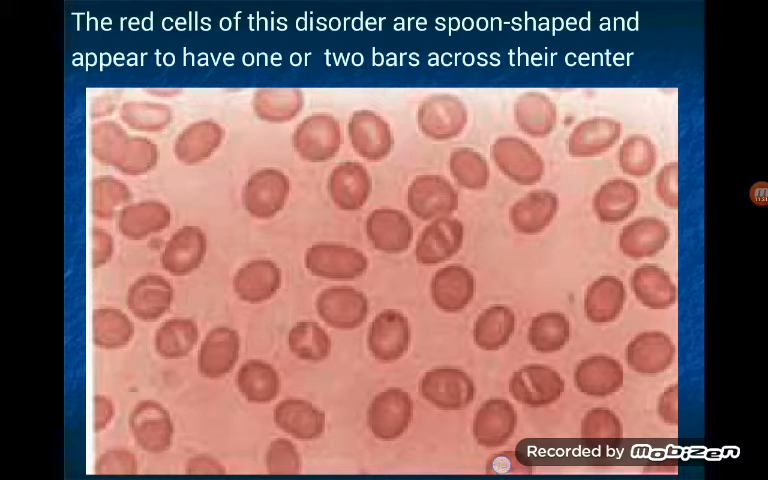 The red cells of this disorder are spoon-shaped and
appear to have one or two bars across their center
Recorded by Mobizen